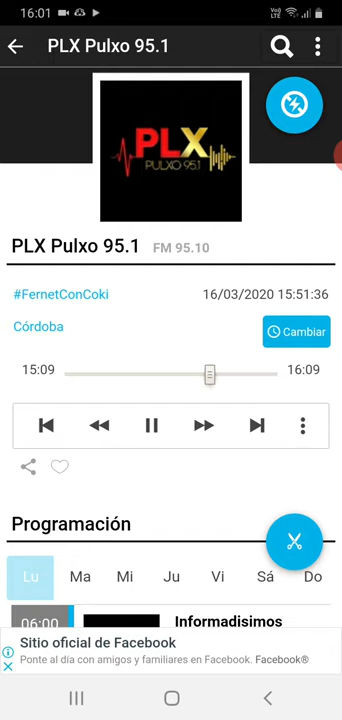 16:01
Vo)) LTE
PLX Pulxo 95.1
PLX
PULXO 95.1
PLX Pulxo 95.1 FM 95.10
#FernetConCoki 16/03/2020 15:51:36
Córdoba Cambiar
15:09 16:09
Programación
Lu Ma Mi Ju Vi Sá Do
06:00 Informadisimos
Sitio oficial de Facebook
Ponte al día con amigos y familiares en Facebook. Facebook®